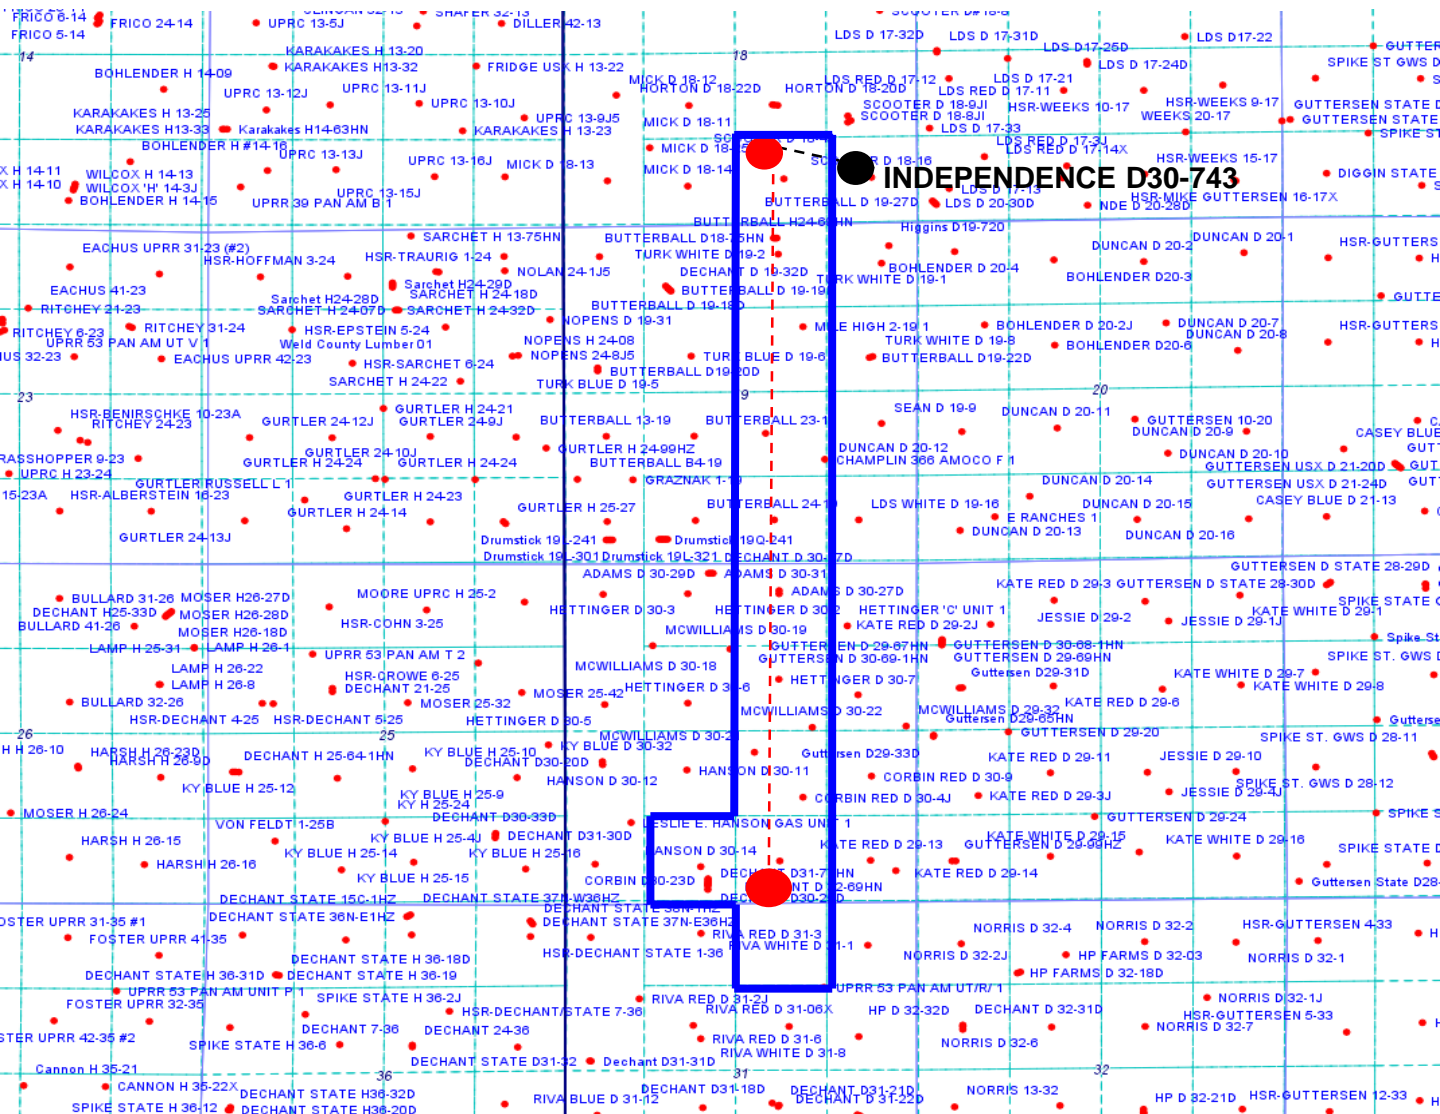 FRICO 6-14
FRICO 24-14
UPRC 13-5J
SHAFER 32-13
DILLER 42-13
FRICO 5-14
LDS D 17-32D
LDS D 17-31D
LDS D17-25D
LDS D17-22
14
KARAKAKES H 13-20
18
LDS D 17-24D
SPIKE ST GWS D
BOHLENDER H 14-09
KARAKAKES H13-32
FRIDGE USX H 13-22
MICK D 18-12
HORTON D 18-22D
HORTON D 18-20D
LDS RED D 17-12
LDS D 17-21
LDS RED D 17-11
UPRC 13-12J
UPRC 13-11J
UPRC 13-10J
SCOOTER D 18-9JI
HSR-WEEKS 10-17
HSR-WEEKS 9-17
GUTTERSEN STATE D
KARAKAKES H 13-25
UPRC 13-9J5
MICK D 18-11
SCOOTER D 18-8JI
WEEKS 20-17
GUTTERSEN STATE
KARAKAKES H13-33
Karakakes H14-63HN
KARAKAKES H 13-23
LDS D 17-33
SPIKE ST
BOHLENDER H #14-16
LDS RED D 17-3J
LDS RED D 17-14X
UPRC 13-13J
UPRC 13-16J
MICK D 18-13
HSR-WEEKS 15-17
WILCOX H 14-13
MICK D 18-14
DIGGIN STATE
WILCOX 'H' 14-3J
INDEPENDENCE D30-743
BOHLENDER H 14-15
UPRC 13-15J
UPRR 39 PAN AM B 1
LDS D 17-13
BUTTERBALL D 19-27D
LDS D 20-30D
NDE D 20-28D
HSR-MIKE GUTTERSEN 16-17X
Higgins D19-720
EACHUS UPRR 31-23 (#2)
SARCHET H 13-75HN
BUTTERBALL D18-75HN
DUNCAN D 20-2
DUNCAN D 20-1
HSR-GUTTERS
HSR-HOFFMAN 3-24
HSR-TRAURIG 1-24
TURK WHITE D 19-2
NOLAN 24-1J5
DECHANT D 19-32D
BOHLENDER D 20-4
BOHLENDER D20-3
EACHUS 41-23
Sarchet H24-29D
TURK WHITE D 19-1
Sarchet H24-28D
SARCHET H 24-18D
BUTTERBALL D 19-19
RITCHEY 21-23
SARCHET H 24-07D
SARCHET H 24-32D
BUTTERBALL D 19-18D
RITCHEY 6-23
RITCHEY 31-24
HSR-EPSTEIN 5-24
NOPENS D 19-31
MILE HIGH 2-19 1
BOHLENDER D 20-2J
DUNCAN D 20-7
DUNCAN D 20-8
UPRR 53 PAN AM UT V 1
Weld County Lumber 01
NOPENS H 24-08
TURK WHITE D 19-8
BOHLENDER D20-6
EACHUS UPRR 42-23
HSR-SARCHET 6-24
NOPENS 24-8J5
TURK BLUE D 19-6
BUTTERBALL D19-22D
BUTTERBALL D19-20D
SARCHET H 24-22
TURK BLUE D 19-5
23
20
HSR-BENIRSCHKE 10-23A
GURTLER H 24-21
SEAN D 19-9
DUNCAN D 20-11
RITCHEY 24-23
GURTLER 24-12J
GURTLER 24-9J
BUTTERBALL 13-19
GUTTERSEN 10-20
DUNCAN D 20-9
CASEY BLUE
GURTLER 24-10J
GURTLER H 24-99HZ
DUNCAN D 20-12
DUNCAN D 20-10
GURTLER H 24-24
GURTLER H 24-24
BUTTERBALL B4-19
CHAMPLIN 366 AMOCO F 1
GUTTERSEN USX D 21-20D
UPRC H 23-24
GURTLER RUSSELL L 1
DUNCAN D 20-14
GUTTERSEN USX D 21-24D
HSR-ALBERSTEIN 16-23
GURTLER H 24-23
GURTLER H 25-27
LDS WHITE D 19-16
DUNCAN D 20-15
CASEY BLUE D 21-13
GURTLER H 24-14
E RANCHES 1
GURTLER 24-13J
DUNCAN D 20-13
DUNCAN D 20-16
Drumstick 19L-301
Drumstick 19L-321
ADAMS D 30-29D
ADAMS D 30-31
KATE RED D 29-3
GUTTERSEN D STATE 28-30D
GUTTERSEN D STATE 28-29D
BULLARD 31-26
MOSER H26-27D
MOORE UPRC H 25-2
ADAMS D 30-27D
DECHANT H25-33D
MOSER H26-28D
HETTINGER D 30-3
HETTINGER 'C' UNIT 1
JESSIE D 29-2
KATE WHITE D 29-1
BULLARD 41-26
MOSER H26-18D
HSR-COHN 3-25
MCWILLIAMS D 30-19
KATE RED D 29-2J
JESSIE D 29-1J
LAMP H 25-31
LAMP H 26-1
UPRR 53 PAN AM T 2
GUTTERSEN D 29-67HN
GUTTERSEN D 30-68-1HN
GUTTERSEN D 30-69-1HN
GUTTERSEN D 29-69HN
LAMP H 26-22
MCWILLIAMS D 30-18
LAMP H 26-8
HSR-CROWE 6-25
DECHANT 21-25
HETTINGER D 30-7
Guttersen D29-31D
KATE WHITE D 29-7
KATE WHITE D 29-8
BULLARD 32-26
MOSER 25-32
MOSER 25-42
KATE RED D 29-6
HSR-DECHANT 4-25
HSR-DECHANT 5-25
HETTINGER D 30-5
MCWILLIAMS D 30-22
MCWILLIAMS D 29-32
Guttersen D29-65HN
26
25
GUTTERSEN D 29-20
SPIKE ST. GWS D 28-11
HARSH H 26-23D
HARSH H 26-9D
DECHANT H 25-64-1HN
KY BLUE H 25-10
KY BLUE D 30-32
DECHANT D30-20D
Guttersen D29-33D
KATE RED D 29-11
JESSIE D 29-10
KY BLUE H 25-12
HANSON D 30-12
HANSON D 30-11
CORBIN RED D 30-9
SPIKE ST. GWS D 28-12
MOSER H 26-24
KY BLUE H 25-9
KY H 25-24
CORBIN RED D 30-4J
KATE RED D 29-3J
JESSIE D 29-4J
VON FELDT 1-25B
DECHANT D30-33D
LESLIE E. HANSON GAS UNIT 1
GUTTERSEN D 29-24
HARSH H 26-15
KY BLUE H 25-4J
DECHANT D31-30D
KATE RED D 29-13
KATE WHITE D 29-15
GUTTERSEN D 29-99HZ
KATE WHITE D 29-16
HARSH H 26-16
KY BLUE H 25-14
KY BLUE H 25-16
HANSON D 30-14
KY BLUE H 25-15
CORBIN D30-23D
KATE RED D 29-14
Guttersen State D28-
DECHANT STATE 15C-1HZ
DECHANT STATE 37N-W36HZ
FOSTER UPRR 31-35 #1
DECHANT STATE 36N-E1HZ
DECHANT STATE 37N-E36HZ
FOSTER UPRR 41-35
RIVA RED D 31-3
NORRIS D 32-4
NORRIS D 32-2
HSR-GUTTERSEN 4-33
DECHANT STATE H 36-18D
HSR-DECHANT STATE 1-36
RIVA WHITE D 31-1
NORRIS D 32-2J
HP FARMS D 32-03
NORRIS D 32-1
DECHANT STATE H 36-31D
DECHANT STATE H 36-19
HP FARMS D 32-18D
UPRR 53 PAN AM UNIT P 1
SPIKE STATE H 36-2J
RIVA RED D 31-2J
UPRR 53 PAN AM UT/R/ 1
NORRIS D 32-1J
FOSTER UPRR 32-35
HSR-DECHANT/STATE 7-36
RIVA RED D 31-06X
HP D 32-32D
DECHANT D 32-31D
HSR-GUTTERSEN 5-33
DECHANT 7-36
DECHANT 24-36
NORRIS D 32-7
SPIKE STATE H 36-6
RIVA RED D 31-6
RIVA WHITE D 31-8
NORRIS D 32-6
Cannon H 35-21
DECHANT STATE D31-32
Dechant D31-31D
36
31
32
CANNON H 35-22X
DECHANT STATE H36-32D
DECHANT D31-18D
DECHANT D31-21D
NORRIS 13-32
HP D 32-21D
HSR-GUTTERSEN 12-33
SPIKE STATE H 36-12
DECHANT STATE H36-20D
RIVA BLUE D 31-12
DECHANT D31-22D